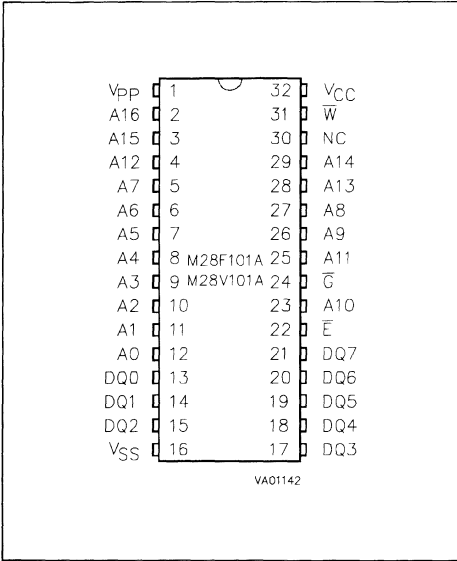 VPP 1 32 VCC
A16 2 31 W̅
A15 3 30 NC
A12 4 29 A14
A7 5 28 A13
A6 6 27 A8
A5 7 26 A9
A4 8 M28F101A 25 A11
A3 9 M28V101A 24 G̅
A2 10 23 A10
A1 11 22 E̅
A0 12 21 DQ7
DQ0 13 20 DQ6
DQ1 14 19 DQ5
DQ2 15 18 DQ4
VSS 16 17 DQ3
VA01142